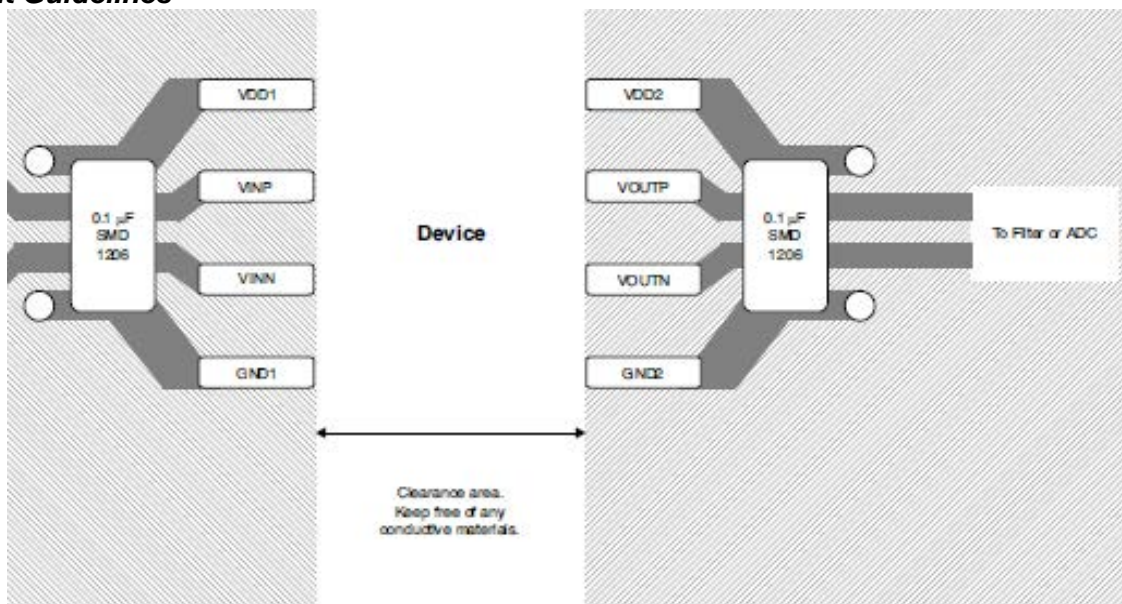 Guidelines
VDD1
VDD2
VINP
VOUTP
0.1 µF
SMD
1206
Device
0.1 µF
SMD
1206
To Filter or ADC
VINN
VOUTN
GND1
GND2
Clearance area.
Keep free of any
conductive materials.